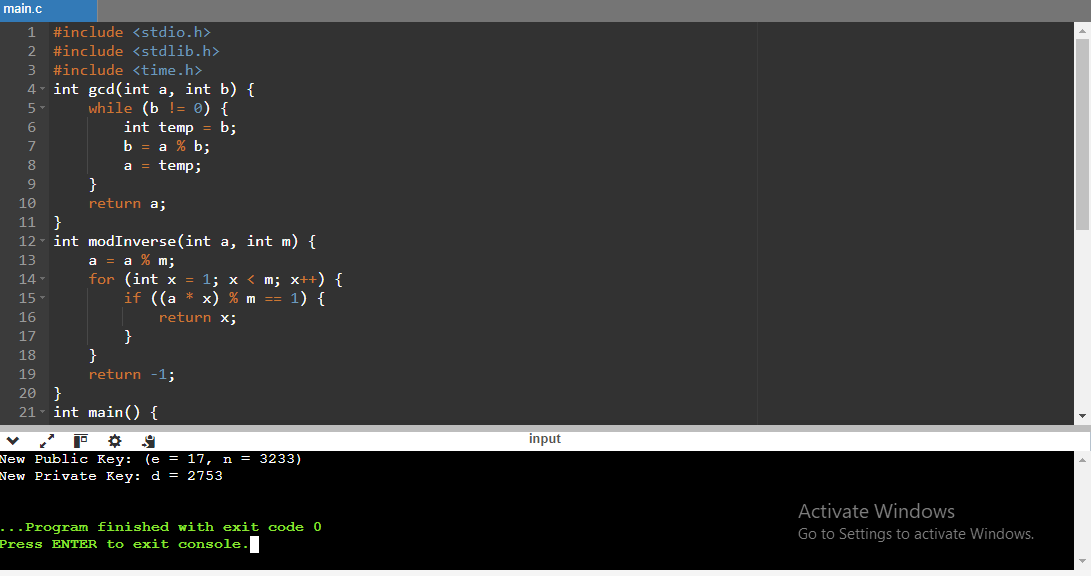 main.c
1 #include <stdio.h>
2 #include <stdlib.h>
3 #include <time.h>
4 int gcd(int a, int b) {
5     while (b != 0) {
6         int temp = b;
7         b = a % b;
8         a = temp;
9     }
10     return a;
11 }
12 int modInverse(int a, int m) {
13     a = a % m;
14     for (int x = 1; x < m; x++) {
15         if ((a * x) % m == 1) {
16             return x;
17         }
18     }
19     return -1;
20 }
21 int main() {
input
New Public Key: (e = 17, n = 3233)
New Private Key: d = 2753
...Program finished with exit code 0
Press ENTER to exit console.
Activate Windows
Go to Settings to activate Windows.